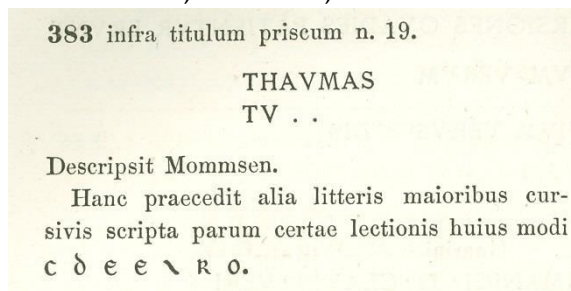 383 infra titulum priscum n. 19.
THAVMAS
TV . .
Descripsit Mommsen.
Hanc praecedit alia litteris maioribus cur-
sivis scripta parum certae lectionis huius modi
c δ e e \ R o.